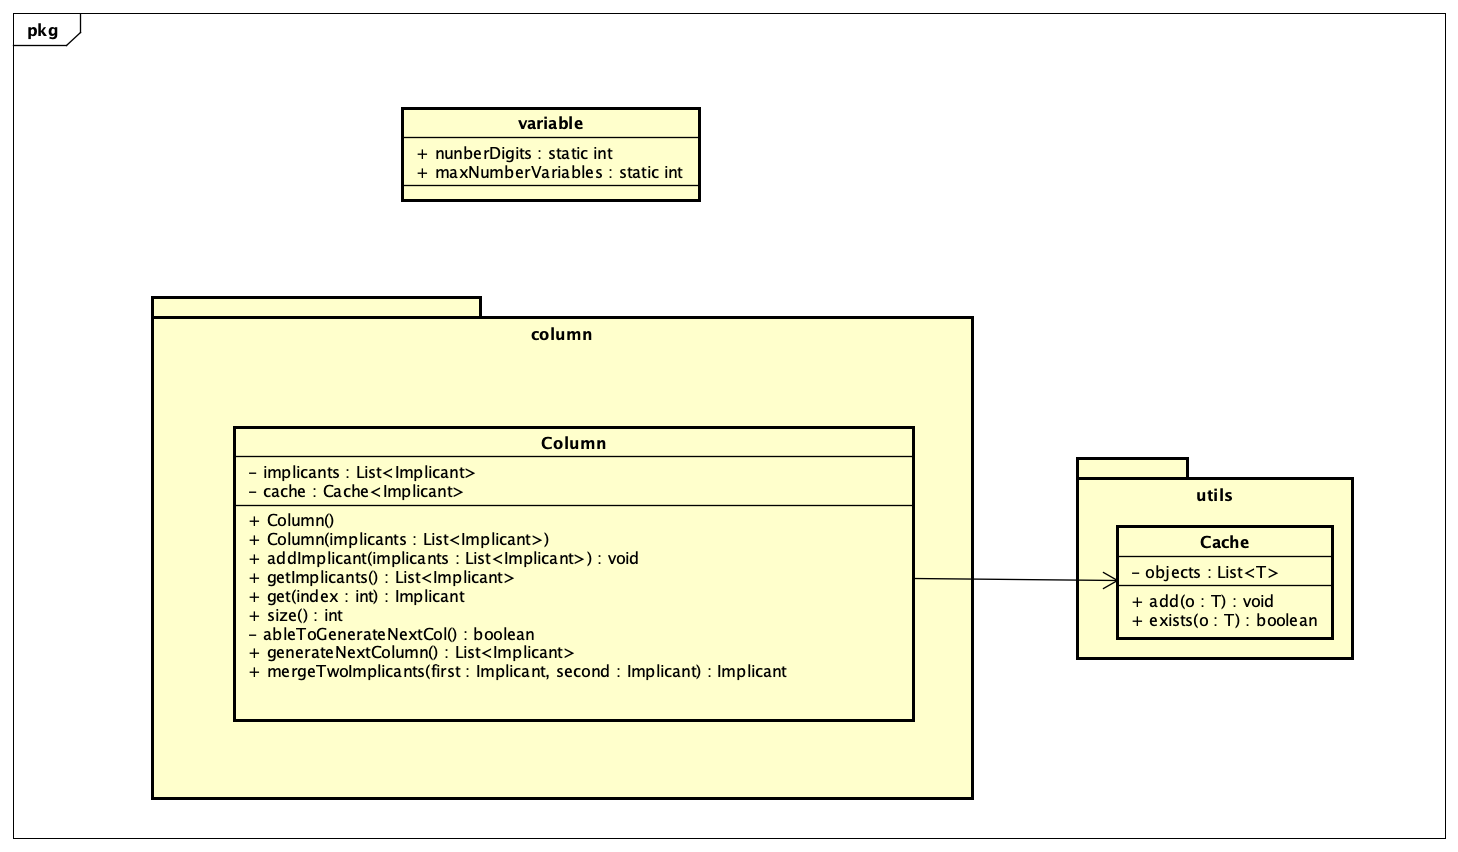 pkg
variable
+ nunberDigits : static int
+ maxNumberVariables : static int
column
Column
- implicants : List<Implicant>
- cache : Cache<Implicant>
+ Column()
+ Column(implicants : List<Implicant>)
+ addImplicant(implicants : List<Implicant>) : void
+ getImplicants() : List<Implicant>
+ get(index : int) : Implicant
+ size() : int
- ableToGenerateNextCol() : boolean
+ generateNextColumn() : List<Implicant>
+ mergeTwoImplicants(first : Implicant, second : Implicant) : Implicant
utils
Cache
- objects : List<T>
+ add(o : T) : void
+ exists(o : T) : boolean